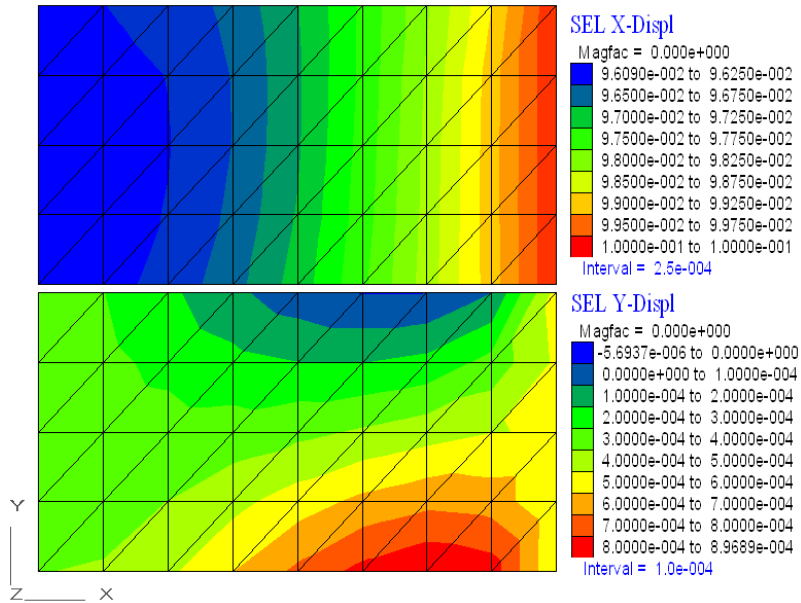 SEL X-Displ
Magfac = 0.000e+000
9.6090e-002 to 9.6250e-002
9.6500e-002 to 9.6750e-002
9.7000e-002 to 9.7250e-002
9.7500e-002 to 9.7750e-002
9.8000e-002 to 9.8250e-002
9.8500e-002 to 9.8750e-002
9.9000e-002 to 9.9250e-002
9.9500e-002 to 9.9750e-002
1.0000e-001 to 1.0000e-001
Interval = 2.5e-004
SEL Y-Displ
Magfac = 0.000e+000
-5.6937e-006 to 0.0000e+000
0.0000e+000 to 1.0000e-004
1.0000e-004 to 2.0000e-004
2.0000e-004 to 3.0000e-004
3.0000e-004 to 4.0000e-004
4.0000e-004 to 5.0000e-004
5.0000e-004 to 6.0000e-004
6.0000e-004 to 7.0000e-004
7.0000e-004 to 8.0000e-004
8.0000e-004 to 8.9689e-004
Interval = 1.0e-004
Y
Z X